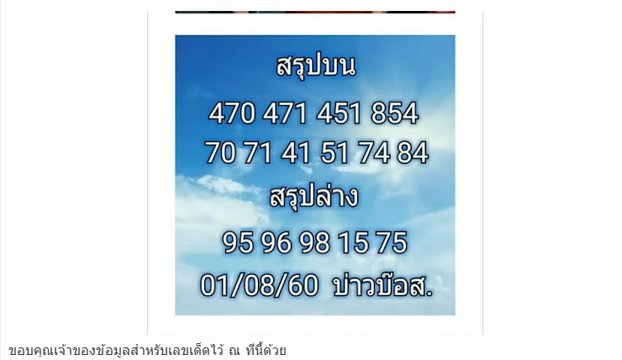 สรุปบน
470 471 451 854
70 71 41 51 74 84
สรุปล่าง
95 96 98 15 75
01/08/60 บ่าวบ๊อส.
ขอบคุณเจ้าของข้อมูลสำหรับเลขเด็ดไว้ ณ ที่นี้ด้วย